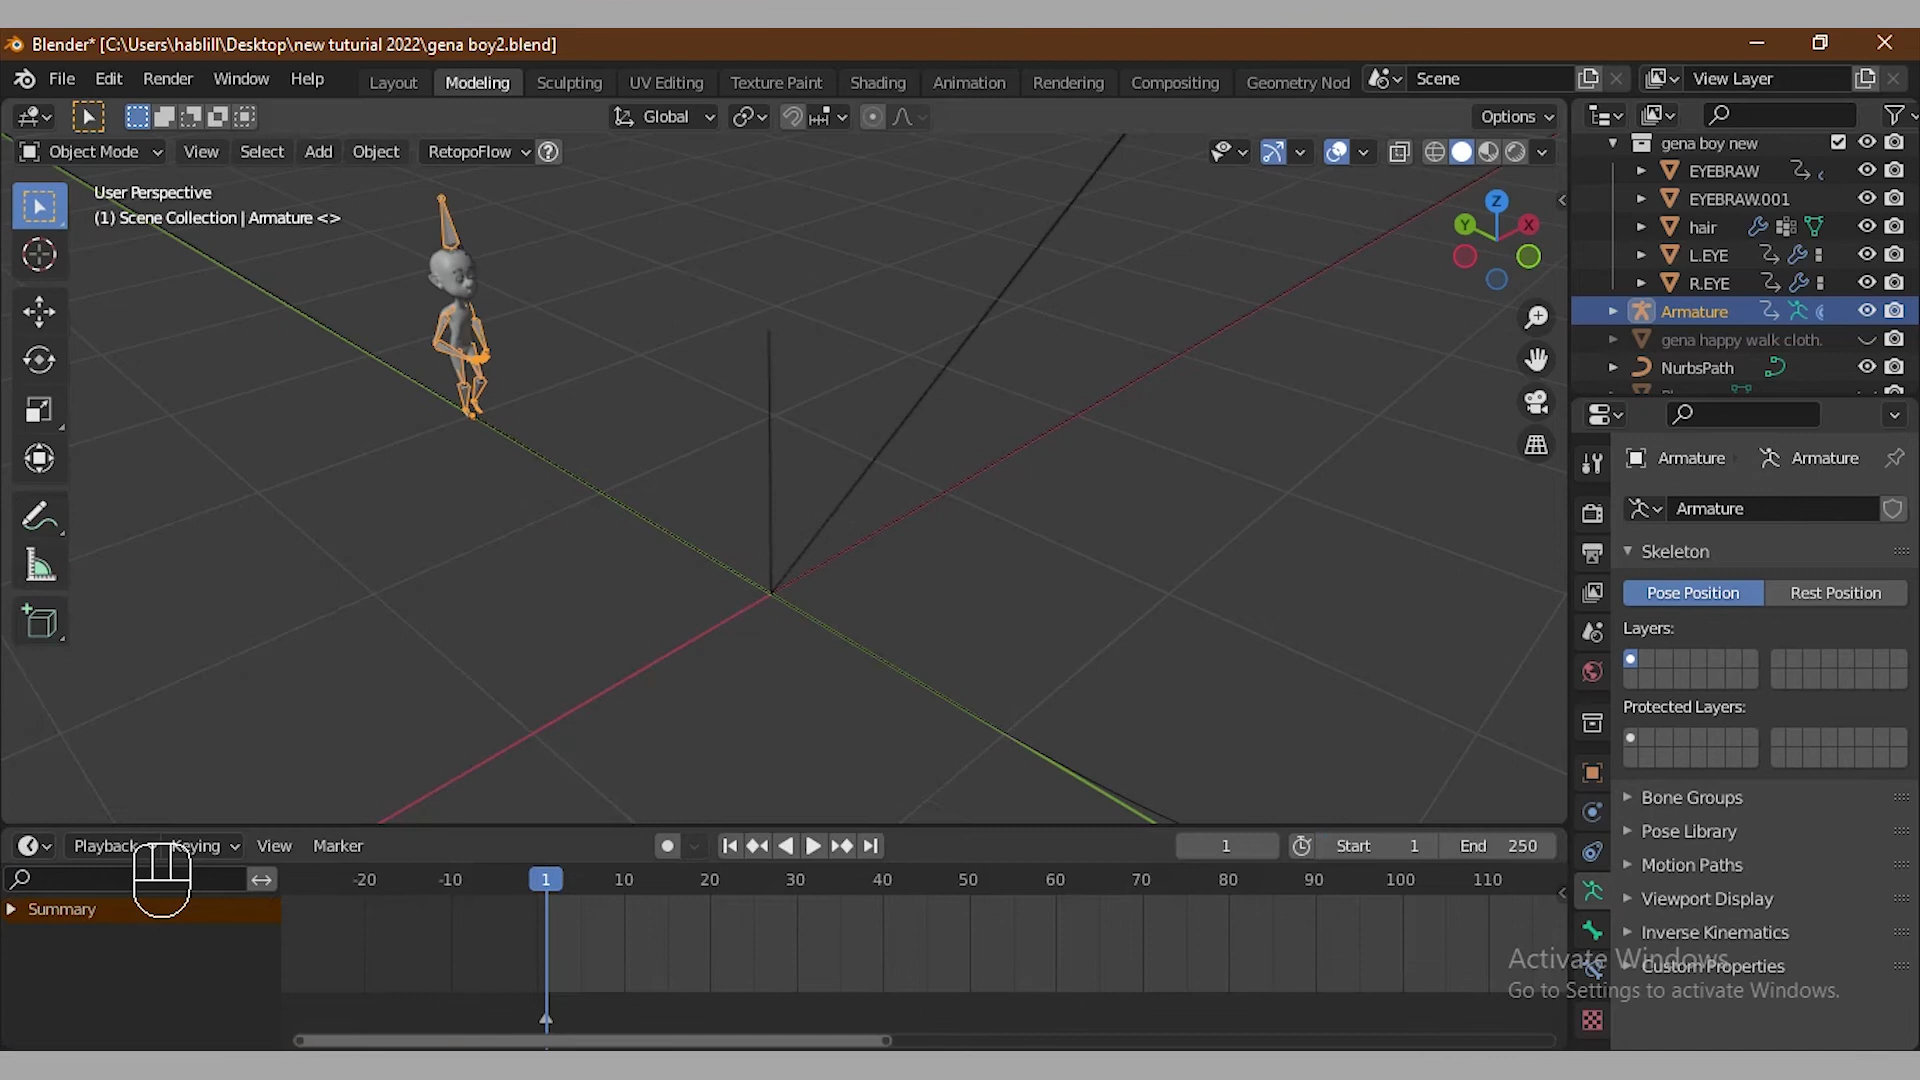 Blender* [C:\Users\hablill\Desktop\new tuturial 2022\gena boy2.blend]
File Edit Render Window Help Layout Modeling Sculpting UV Editing Texture Paint Shading Animation Rendering Compositing Geometry Nod Scene View Layer
Global Options
Object Mode View Select Add Object RetopoFlow
User Perspective
(1) Scene Collection | Armature <>
Z
Y
X
gena boy new
EYEBRAW
EYEBRAW.001
hair
L.EYE
R.EYE
Armature
gena happy walk cloth.
NurbsPath
Armature Armature
Armature
Skeleton
Pose Position Rest Position
Layers:
Protected Layers:
Bone Groups
Pose Library
Motion Paths
Viewport Display
Inverse Kinematics
Custom Properties
Activate Windows
Go to Settings to activate Windows.
Playback Keying View Marker 1 Start 1 End 250
-20 -10 1 10 20 30 40 50 60 70 80 90 100 110
Summary